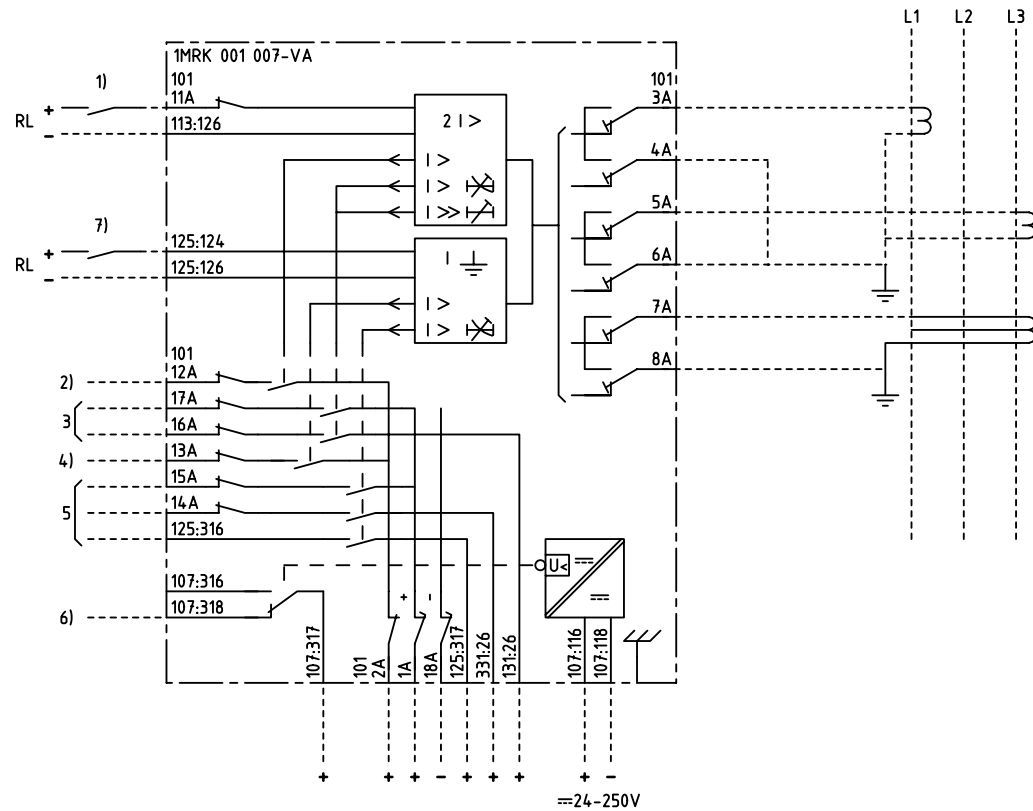 L1 L2 L3
1MRK 001 007-VA
1)
101
101
RL + 11A
- 113:126
2 I >
I >
I >
I >>
3A
4A
5A
6A
7A
8A
7)
RL + 125:124
- 125:126
I
I >
I >
101
2) 12A
17A
3 16A
4) 13A
15A
5 14A
125:316
107:316
6) 107:318
U<
+ -
107:317
101
2A
1A
18A
125:317
331:26
131:26
107:116
107:118
+ + + - + + + + -
24-250V